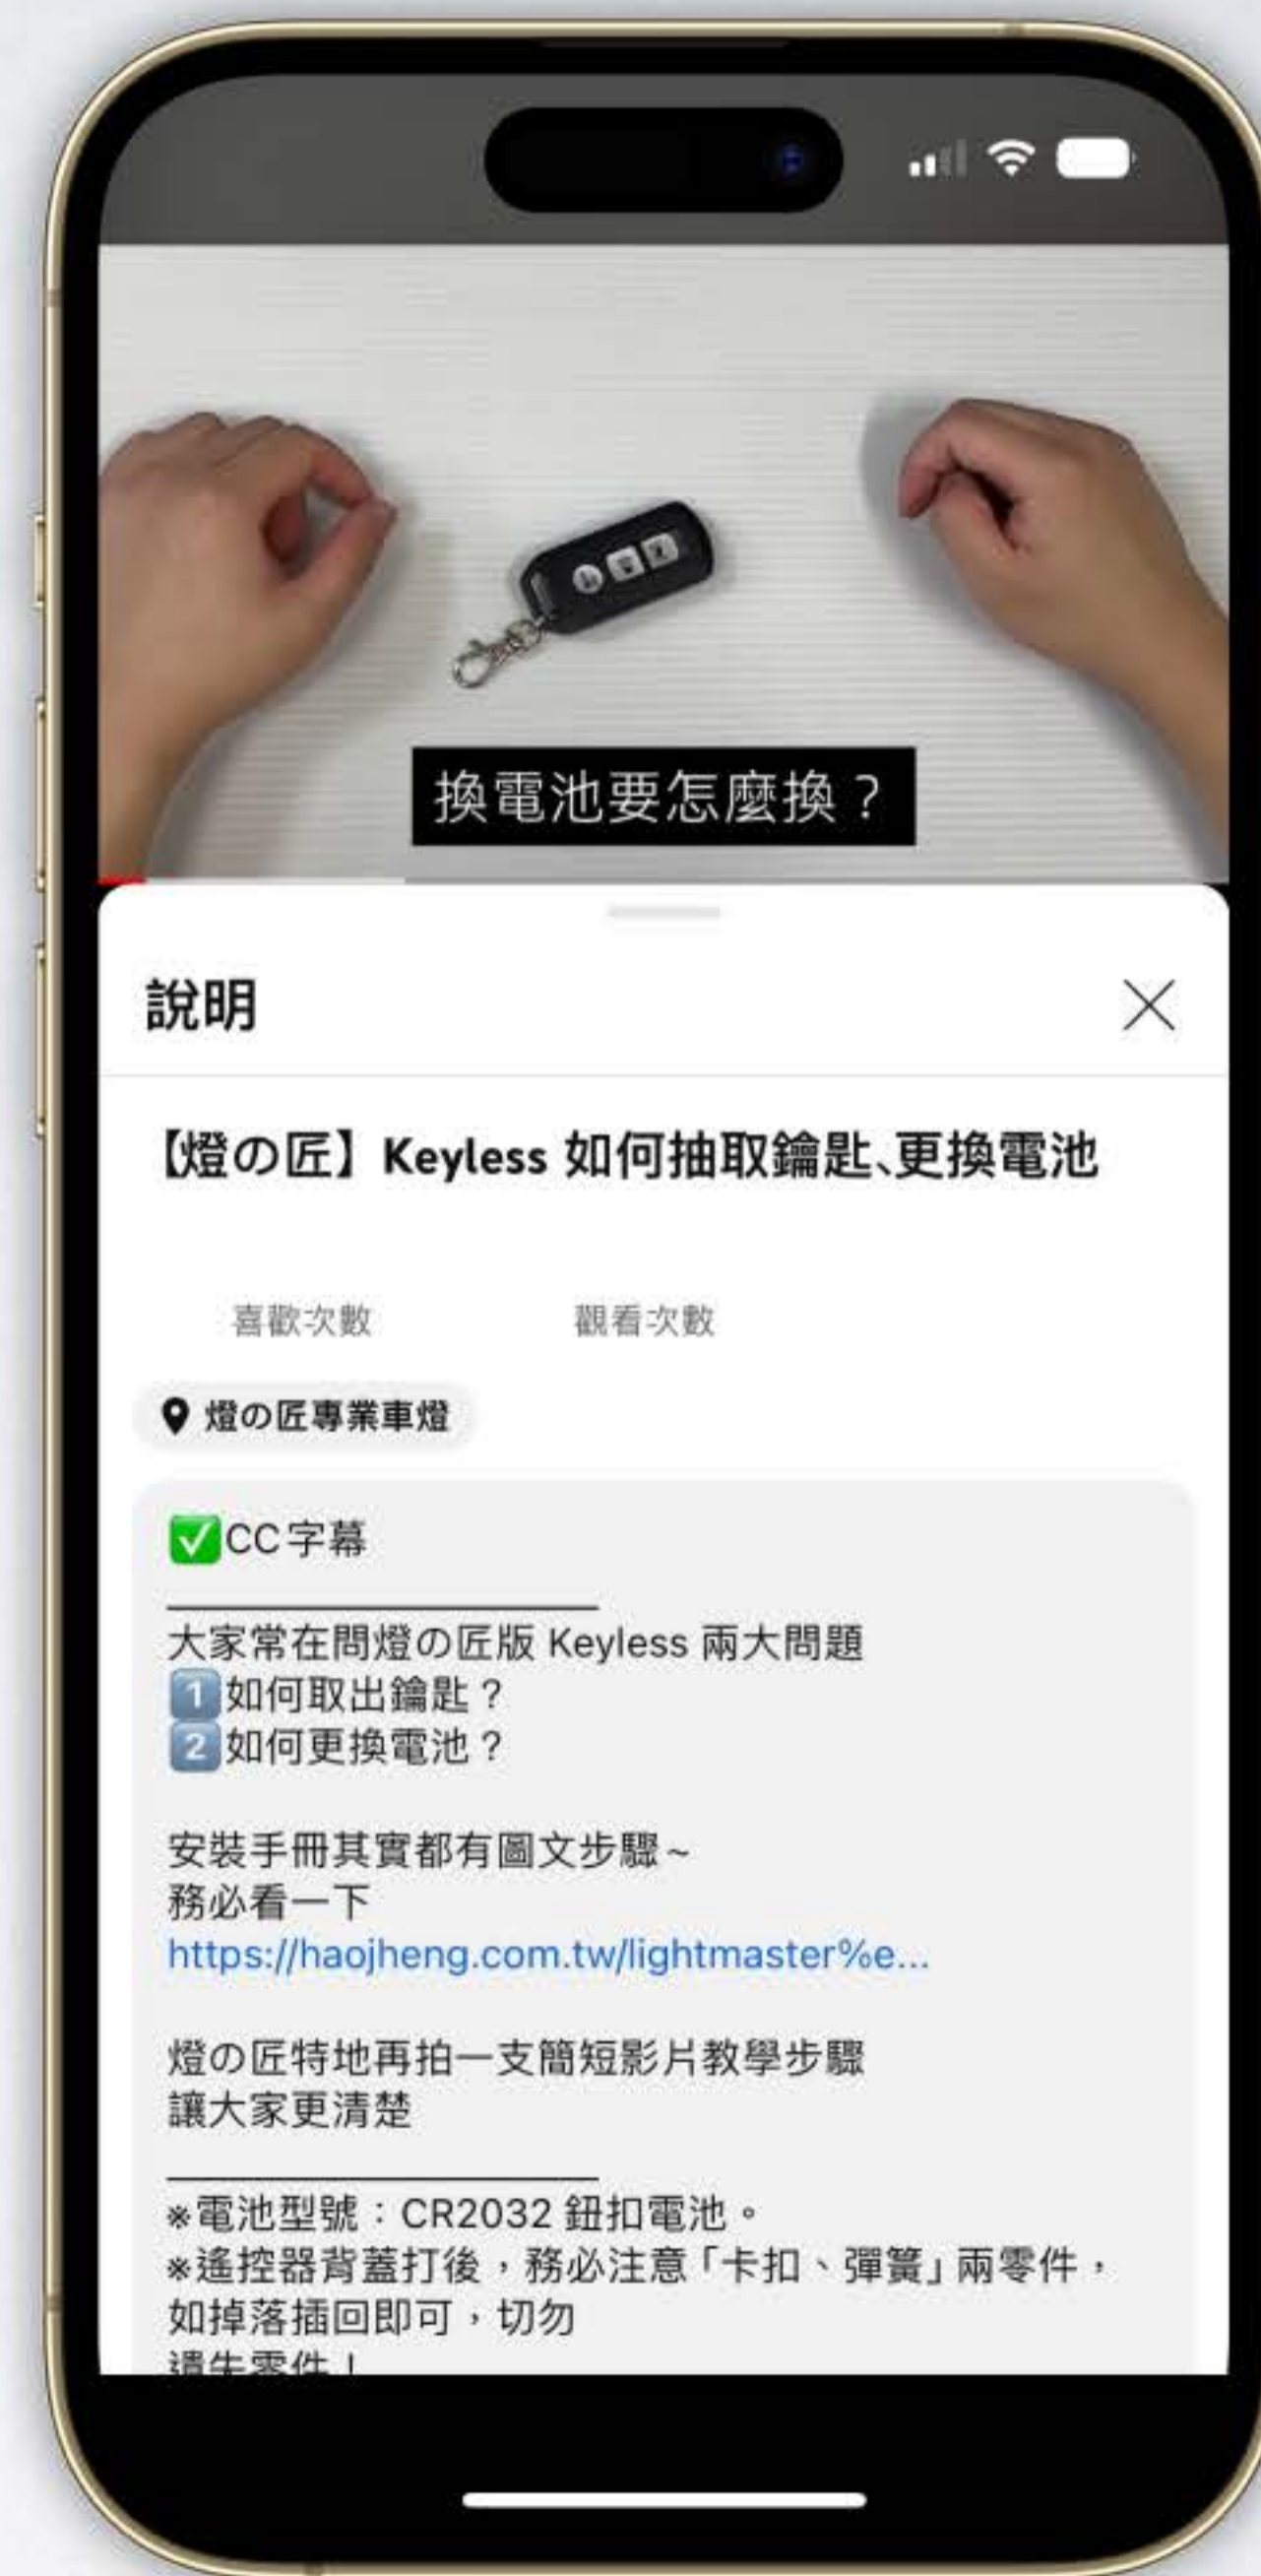 換電池要怎麼換？
說明
【燈の匠】Keyless 如何抽取鑰匙、更換電池
喜歡次數 觀看次數
燈の匠專業車燈
✅CC字幕
大家常在問燈の匠版 Keyless 兩大問題
1️⃣如何取出鑰匙？
2️⃣如何更換電池？
安裝手冊其實都有圖文步驟~
務必看一下
https://haojheng.com.tw/lightmaster%e...
燈の匠特地再拍一支簡短影片教學步驟
讓大家更清楚
※電池型號：CR2032 鈕扣電池。
※遙控器背蓋打後，務必注意「卡扣、彈簧」兩零件，
如掉落插回即可，切勿
遺失零件！